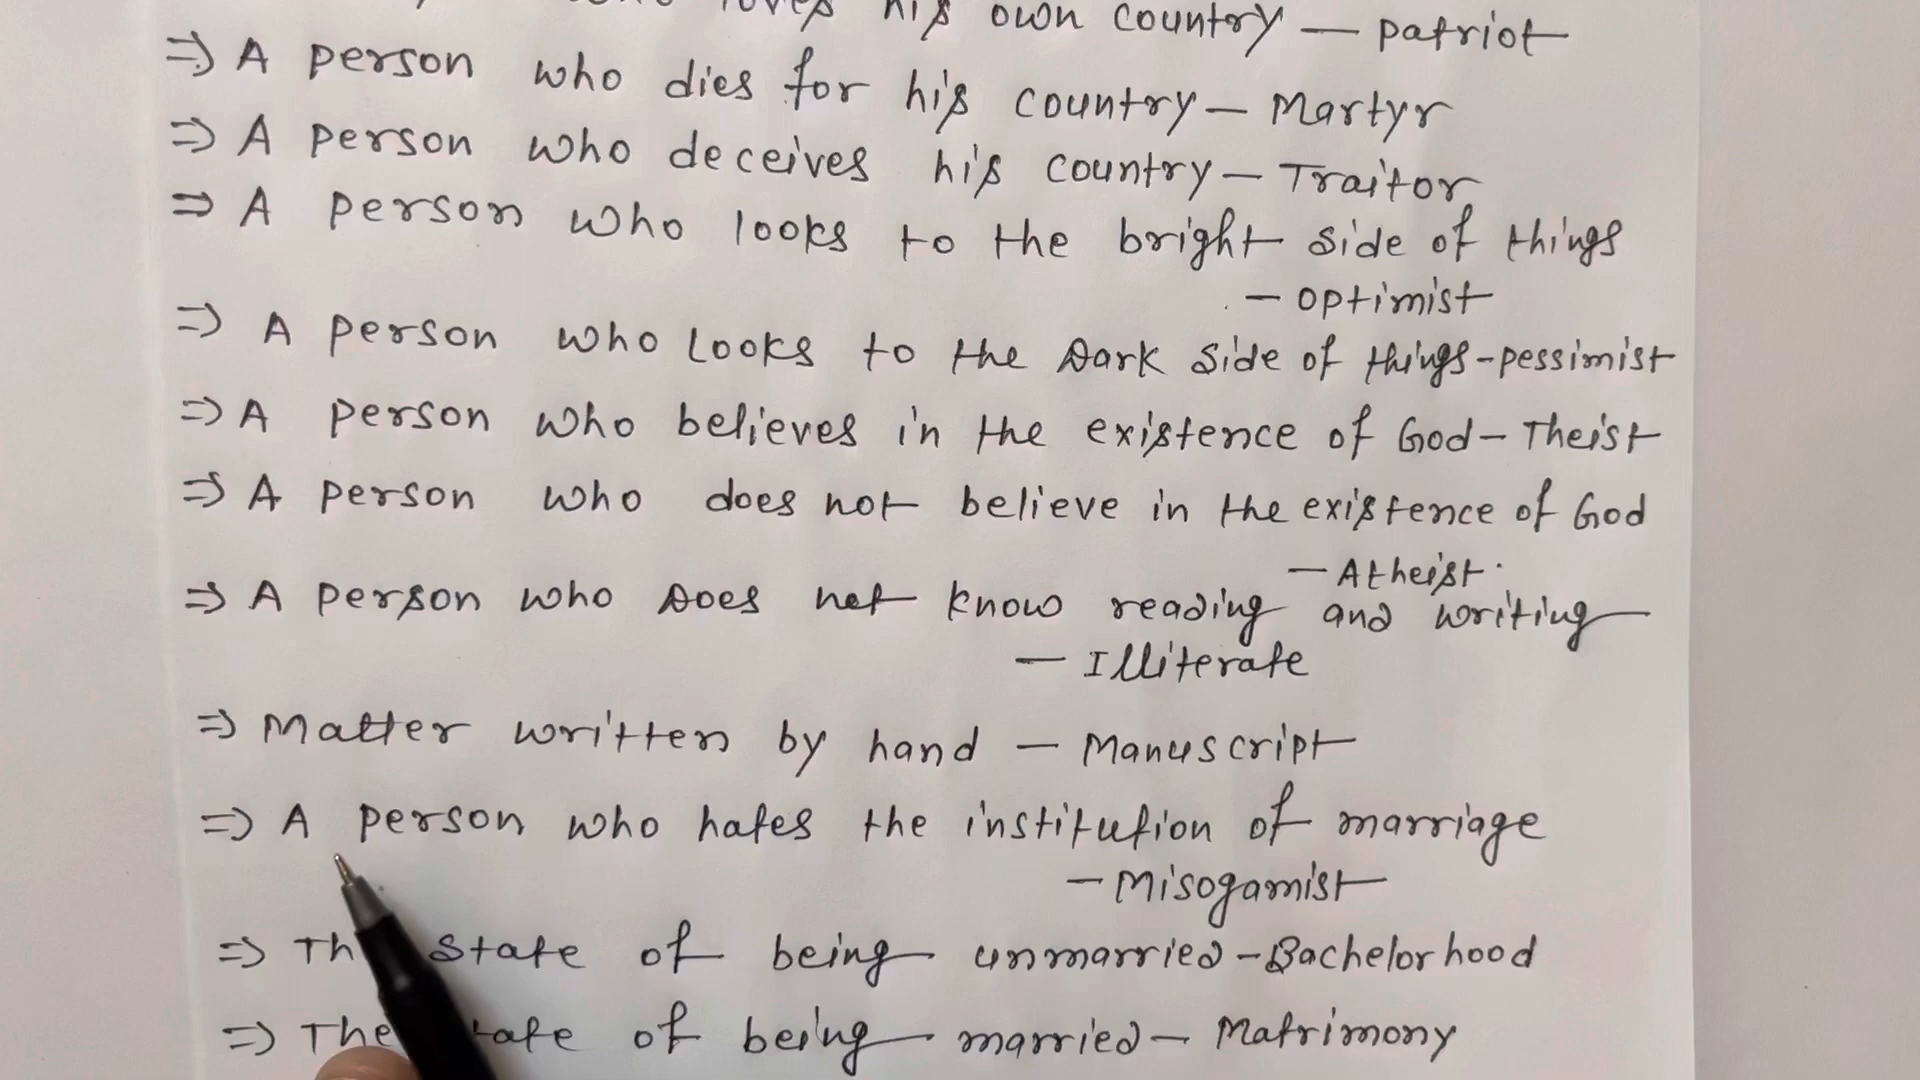 his own country - patriot
⇒ A person who dies for his country - Martyr
⇒ A person who deceives his country - Traitor
⇒ A person who looks to the bright side of things
- optimist
⇒ A person who Looks to the Dark side of things - pessimist
⇒ A person who believes in the existence of God - Theist
⇒ A person who does not believe in the existence of God
- Atheist
⇒ A person who Does not know reading and writing
- Illiterate
⇒ Matter written by hand - Manuscript
⇒ A person who hates the institution of marriage
- Misogamist
⇒ Th State of being unmarried - Bachelorhood
⇒ The tate of being married - Matrimony